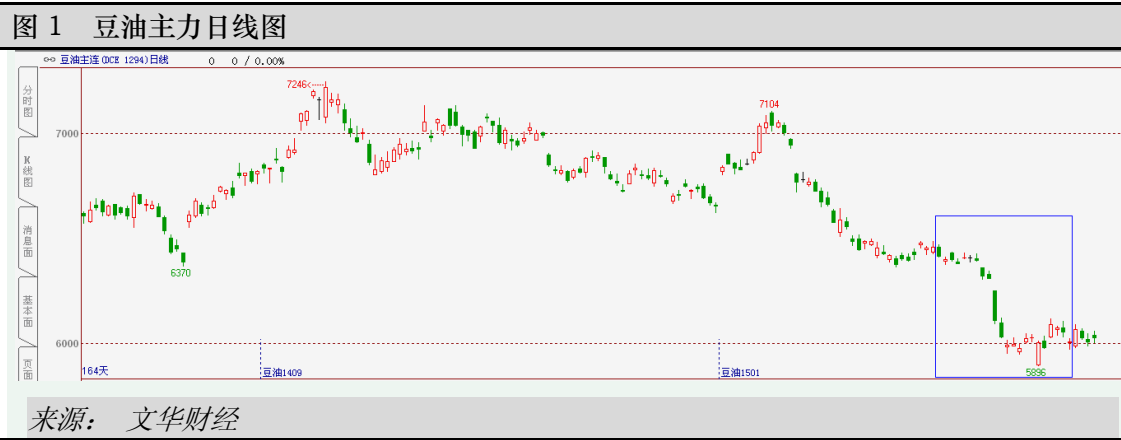 图 1 豆油主力日线图
豆油主连(DCE 1294)日线 0 0 / 0.00%
分时图
K线图
消息面
基本面
页面
7246<
7104
7000
6370
6000
5896
164天
豆油1409
豆油1501
来源： 文华财经